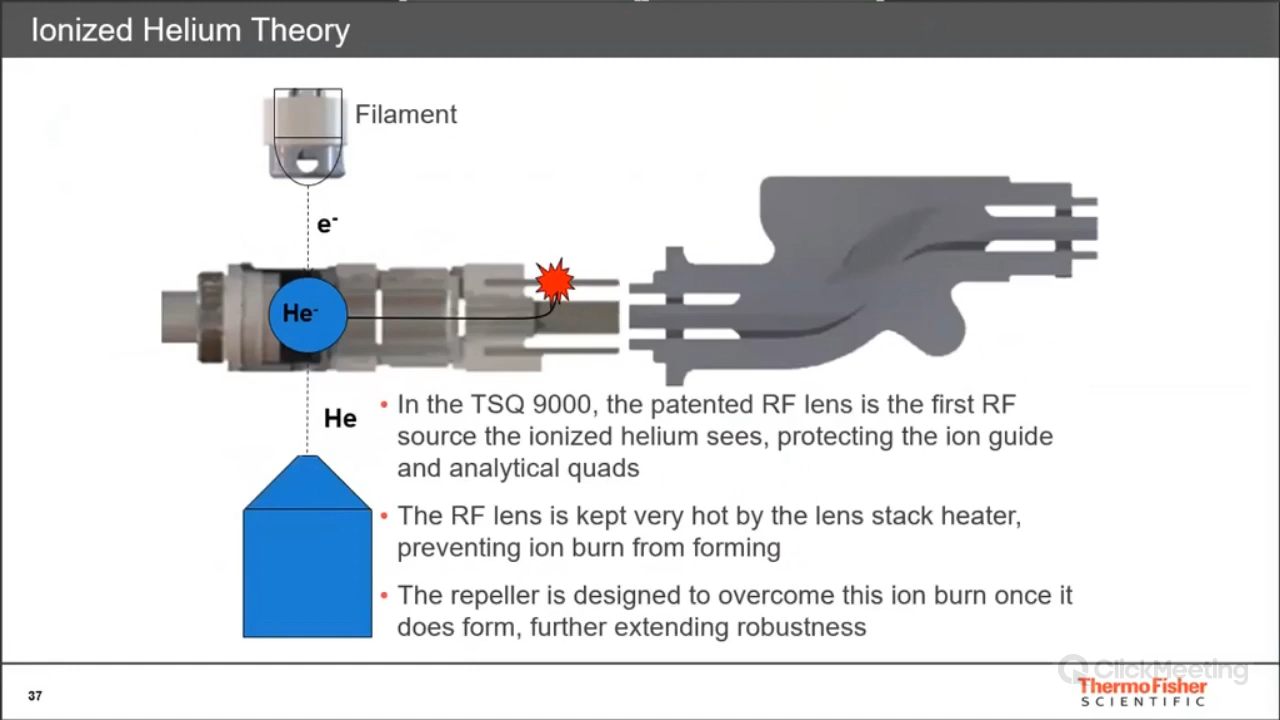 Ionized Helium Theory
Filament
e-
He-
He
• In the TSQ 9000, the patented RF lens is the first RF
source the ionized helium sees, protecting the ion guide
and analytical quads
• The RF lens is kept very hot by the lens stack heater,
preventing ion burn from forming
• The repeller is designed to overcome this ion burn once it
does form, further extending robustness
ClickMeeting
37
ThermoFisher
SCIENTIFIC